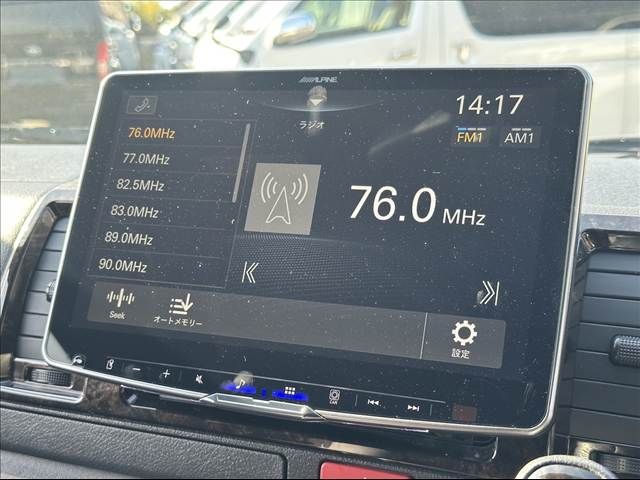 ALPINE
ラジオ
14:17
FM1 AM1
76.0MHz
77.0MHz
82.5MHz
83.0MHz
89.0MHz
90.0MHz
76.0 MHz
Seek
オートメモリー
設定
CAR